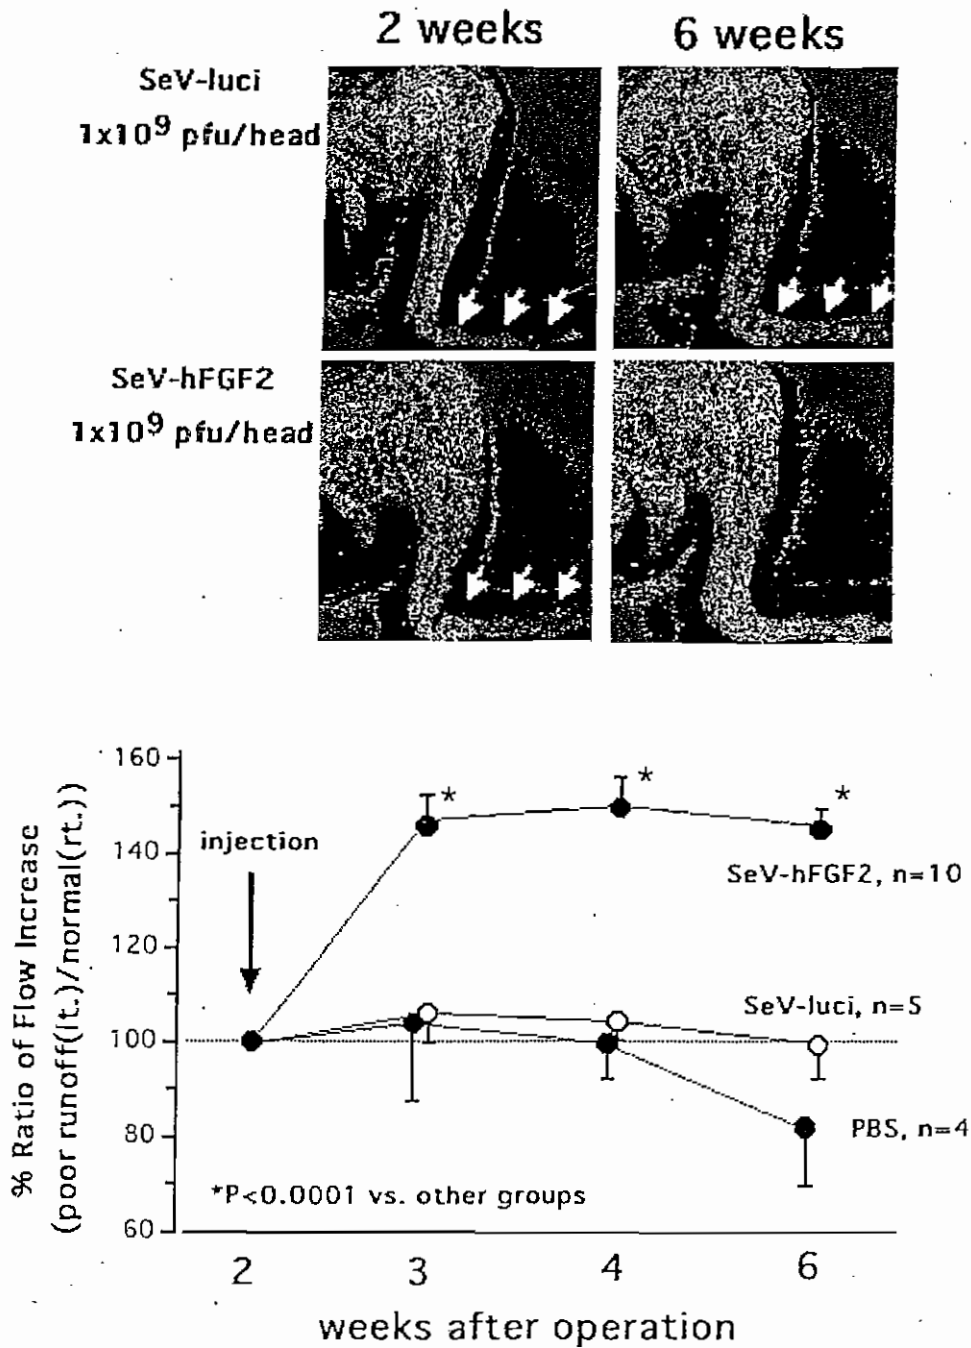 2 weeks 6 weeks
SeV-luci
1x10⁹ pfu/head
SeV-hFGF2
1x10⁹ pfu/head
% Ratio of Flow Increase
(poor runoff(lt.)/normal(rt.))
160
140
120
100
80
60
injection
*
*
*
SeV-hFGF2, n=10
SeV-luci, n=5
PBS, n=4
*P<0.0001 vs. other groups
2 3 4 6
weeks after operation